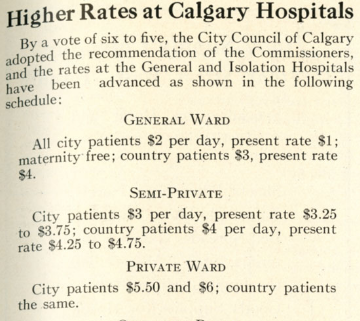 Higher Rates at Calgary Hospitals
By a vote of six to five, the City Council of Calgary
adopted the recommendation of the Commissioners,
and the rates at the General and Isolation Hospitals
have been advanced as shown in the following
schedule:
GENERAL WARD
All city patients $2 per day, present rate $1;
maternity free; country patients $3, present rate
$4.
SEMI-PRIVATE
City patients $3 per day, present rate $3.25
to $3.75; country patients $4 per day, present
rate $4.25 to $4.75.
PRIVATE WARD
City patients $5.50 and $6; country patients
the same.